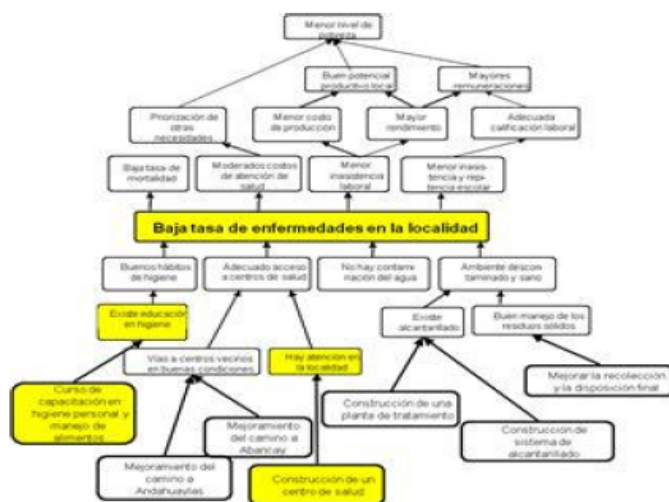 Menor nivel de
pobreza
Buen potencial
productivo local
Mayores
remuneraciones
Priorización de
otras
necesidades
Menor costo
de producción
Mayor
rendimiento
Adecuada
calificación laboral
Baja tasa de
mortalidad
Moderados costos
de atención de
salud
Menor
inasistencia
laboral
Menor inasis-
tencia y repi-
tencia escolar
Baja tasa de enfermedades en la localidad
Buenos hábitos
de higiene
Adecuado acceso
a centros de salud
No hay contami-
nación del agua
Ambiente descon-
taminado y sano
Existe educación
en higiene
Vías a centros vecinos
en buenas condiciones
Hay atención en
la localidad
Existe
alcantarillado
Buen manejo de los
residuos sólidos
Curso de
capacitación en
higiene personal y
manejo de
alimentos
Mejoramiento del
camino a
Andahuaylas
Mejoramiento
del camino a
Abancay
Construcción de un
centro de salud
Construcción de una
planta de tratamiento
Construcción de
sistema de
alcantarillado
Mejorar la recolección
y la disposición final